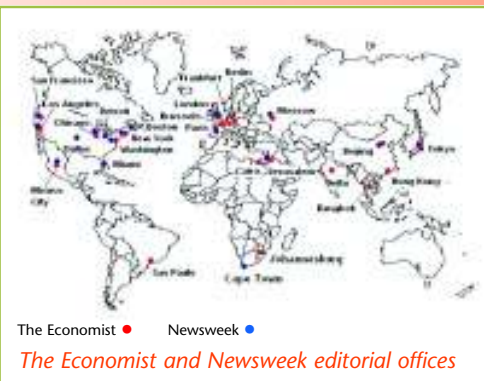 Frankfurt Berlin
San Francisco
London
Los Angeles
Brussels
Moscow
Detroit
Chicago
Boston
Paris
New York
Beijing
Tokyo
Dallas
Washington
Miami
Cairo Jerusalem
Delhi
Hong Kong
Mexico
City
Bangkok
Johannesburg
Sao Paulo
Cape Town
The Economist
Newsweek
The Economist and Newsweek editorial offices